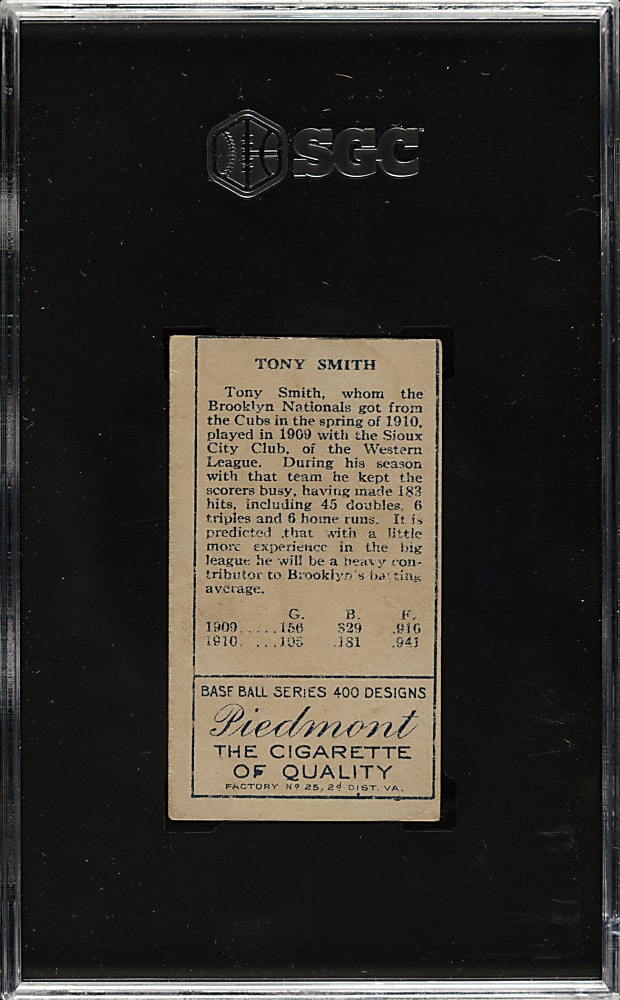 SGC
TONY SMITH
Tony Smith, whom the
Brooklyn Nationals got from
the Cubs in the spring of 1910,
played in 1909 with the Sioux
City Club, of the Western
League. During his season
with that team he kept the
scorers busy, having made 183
hits, including 45 doubles, 6
triples and 6 home runs. It is
predicted that with a little
more experience in the big
league he will be a heavy con-
tributor to Brooklyn's batting
average.
G. B. F.
1909.....156 329 .916
1910. ...106 .181 .941
BASE BALL SERIES 400 DESIGNS
Piedmont
THE CIGARETTE
OF QUALITY
FACTORY Nº 25, 2d DIST. VA.